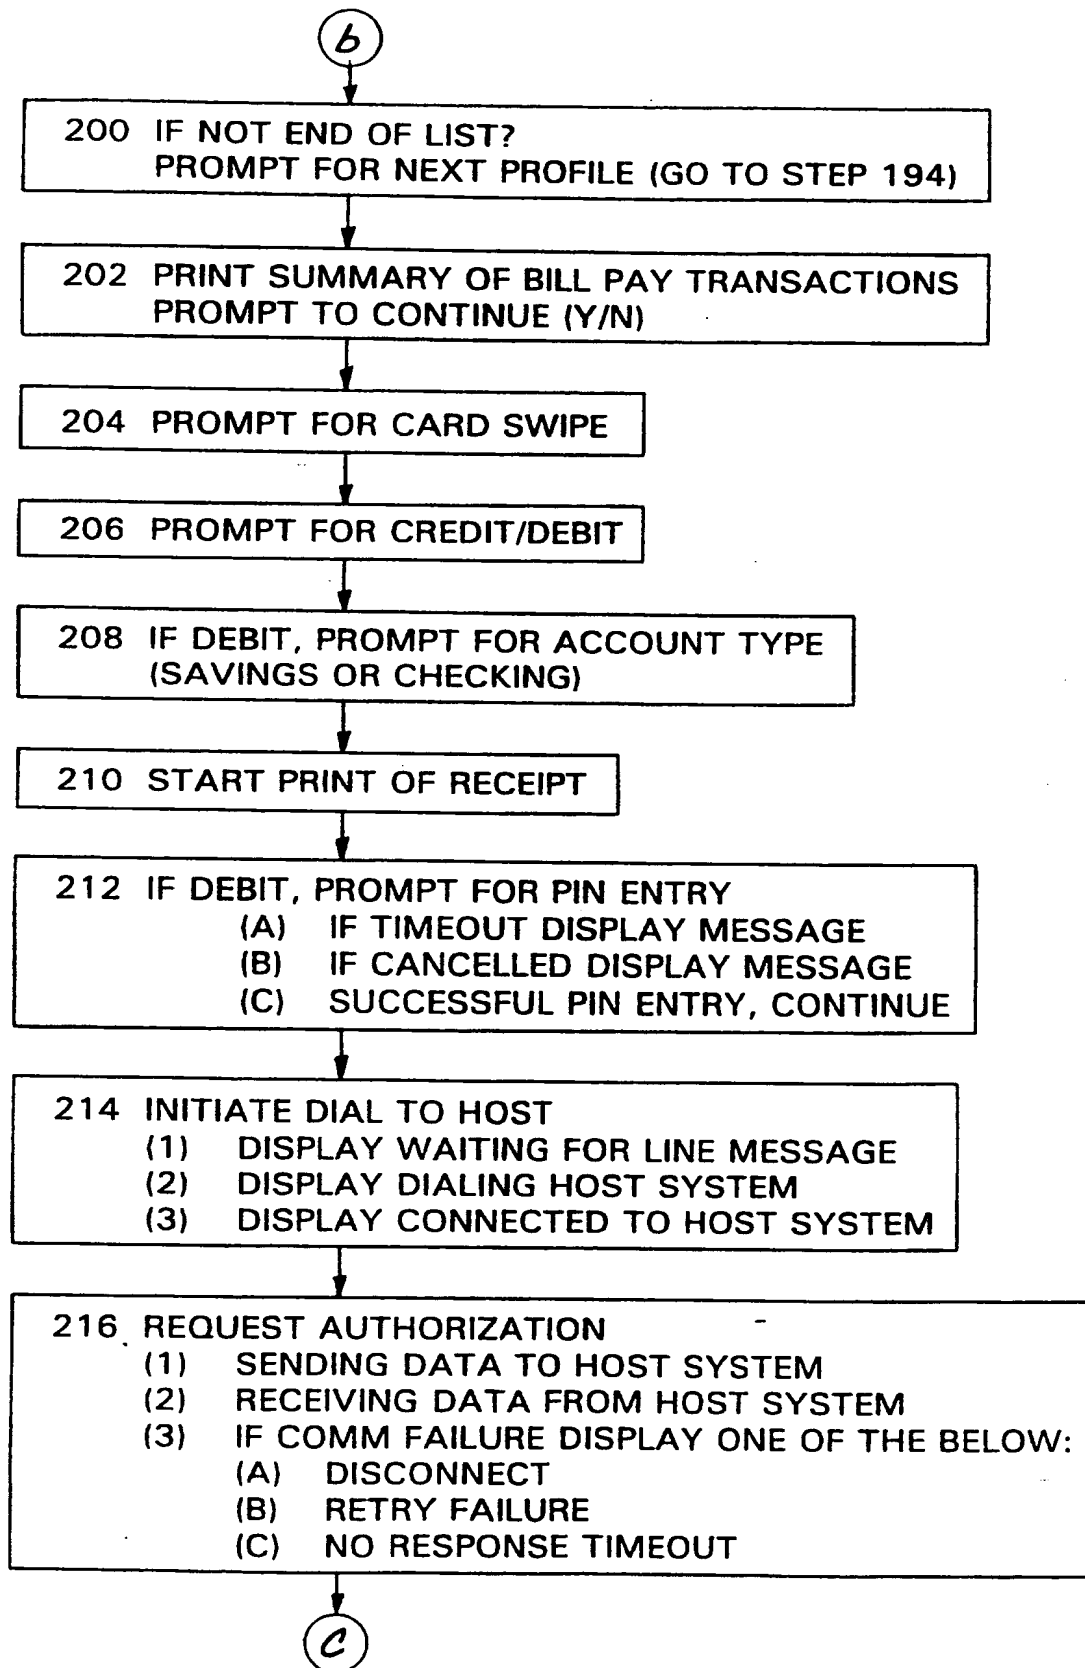 b
200 IF NOT END OF LIST?
PROMPT FOR NEXT PROFILE (GO TO STEP 194)
202 PRINT SUMMARY OF BILL PAY TRANSACTIONS
PROMPT TO CONTINUE (Y/N)
204 PROMPT FOR CARD SWIPE
206 PROMPT FOR CREDIT/DEBIT
208 IF DEBIT, PROMPT FOR ACCOUNT TYPE
(SAVINGS OR CHECKING)
210 START PRINT OF RECEIPT
212 IF DEBIT, PROMPT FOR PIN ENTRY
(A) IF TIMEOUT DISPLAY MESSAGE
(B) IF CANCELLED DISPLAY MESSAGE
(C) SUCCESSFUL PIN ENTRY, CONTINUE
214 INITIATE DIAL TO HOST
(1) DISPLAY WAITING FOR LINE MESSAGE
(2) DISPLAY DIALING HOST SYSTEM
(3) DISPLAY CONNECTED TO HOST SYSTEM
216 REQUEST AUTHORIZATION
(1) SENDING DATA TO HOST SYSTEM
(2) RECEIVING DATA FROM HOST SYSTEM
(3) IF COMM FAILURE DISPLAY ONE OF THE BELOW:
(A) DISCONNECT
(B) RETRY FAILURE
(C) NO RESPONSE TIMEOUT
C